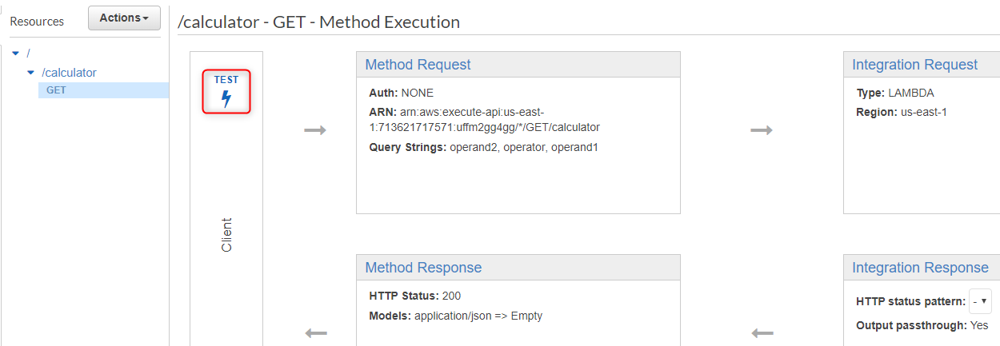 Resources
Actions
/
/calculator
GET
/calculator - GET - Method Execution
TEST
Client
Method Request
Auth: NONE
ARN: arn:aws:execute-api:us-east-
1:713621717571:uffm2gg4gg/*/GET/calculator
Query Strings: operand2, operator, operand1
Integration Request
Type: LAMBDA
Region: us-east-1
Method Response
HTTP Status: 200
Models: application/json => Empty
Integration Response
HTTP status pattern: -
Output passthrough: Yes